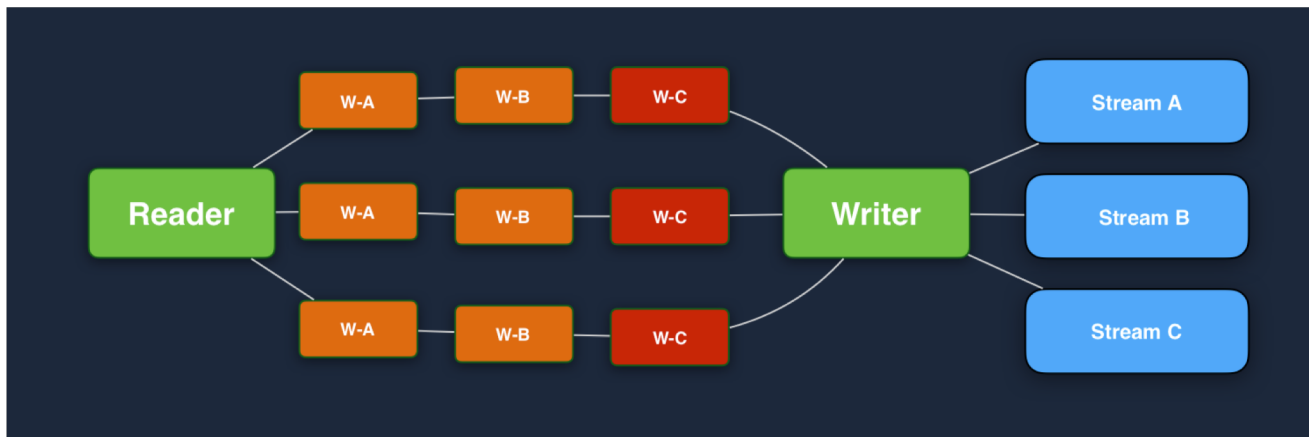 W-A
W-B
W-C
Stream A
Reader
W-A
W-B
W-C
Writer
Stream B
W-A
W-B
W-C
Stream C